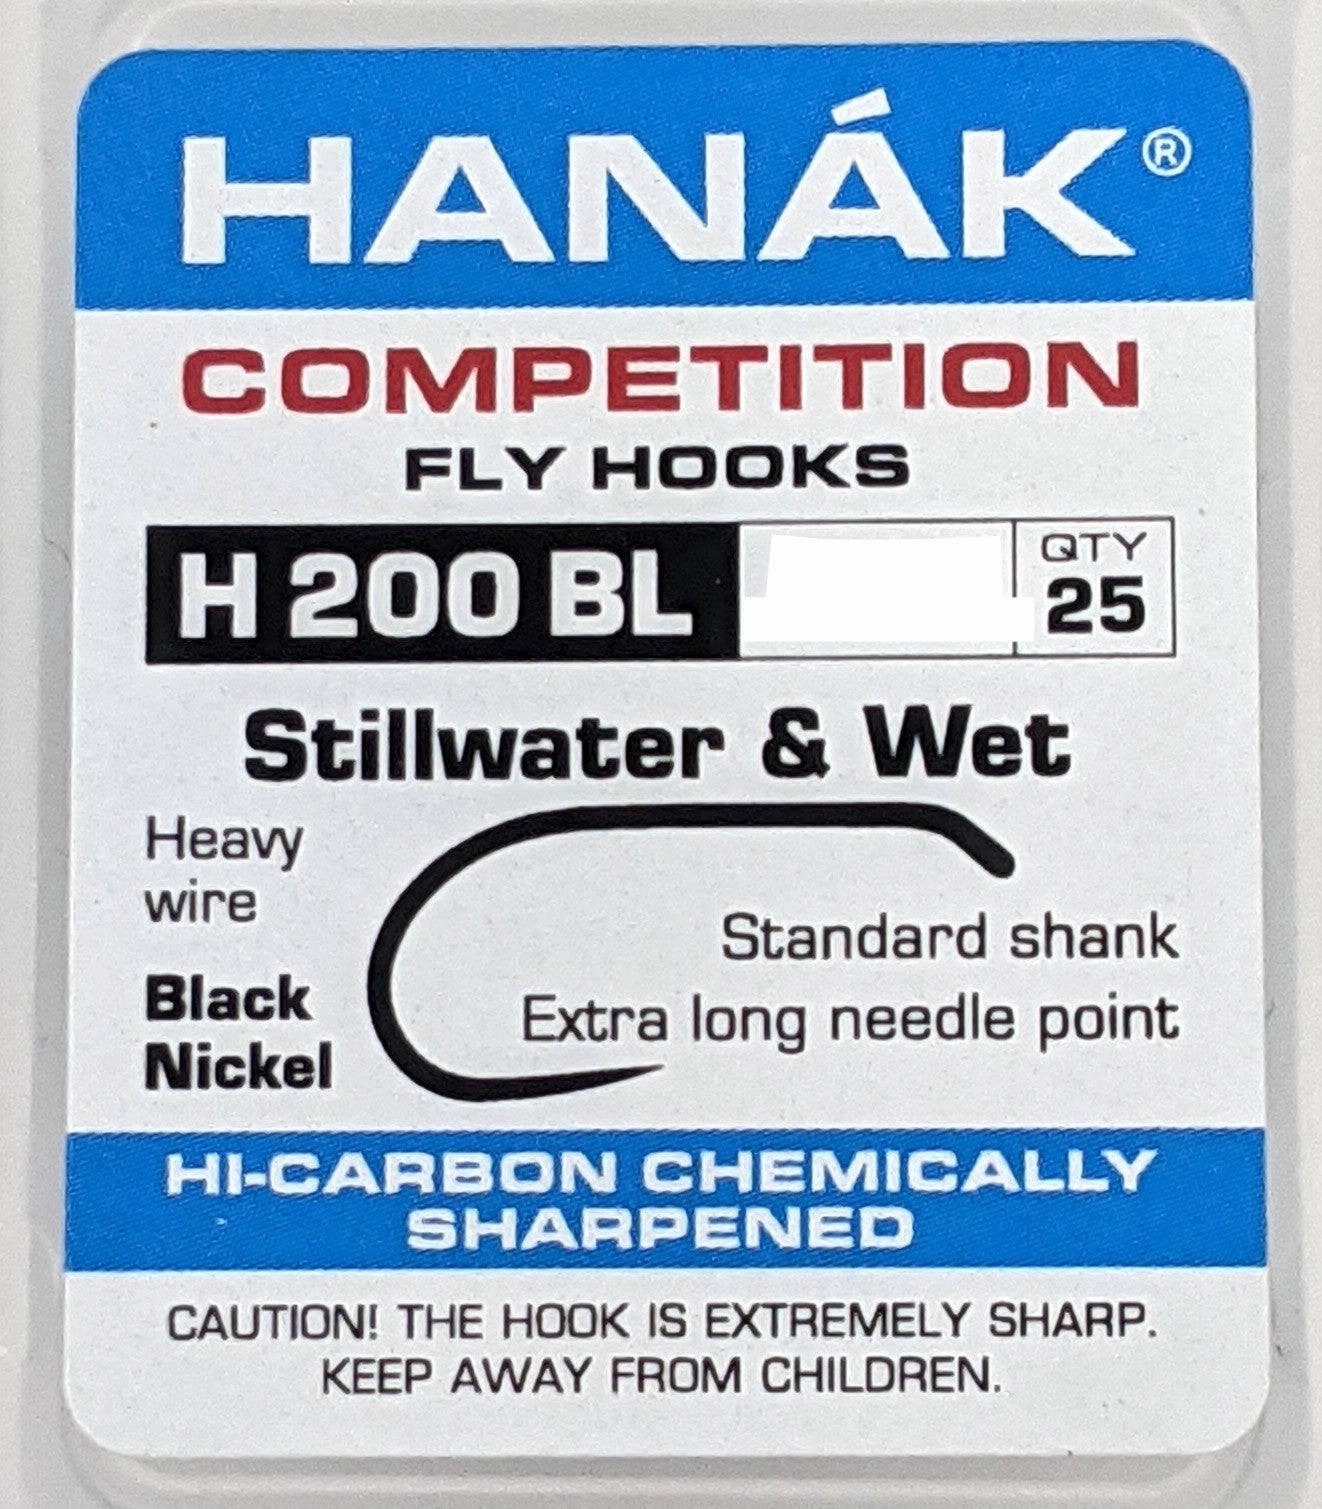 HANÁK®
COMPETITION
FLY HOOKS
H 200 BL
QTY
25
Stillwater & Wet
Heavy
wire
Standard shank
Black
Nickel
Extra long needle point
HI-CARBON CHEMICALLY
SHARPENED
CAUTION! THE HOOK IS EXTREMELY SHARP.
KEEP AWAY FROM CHILDREN.